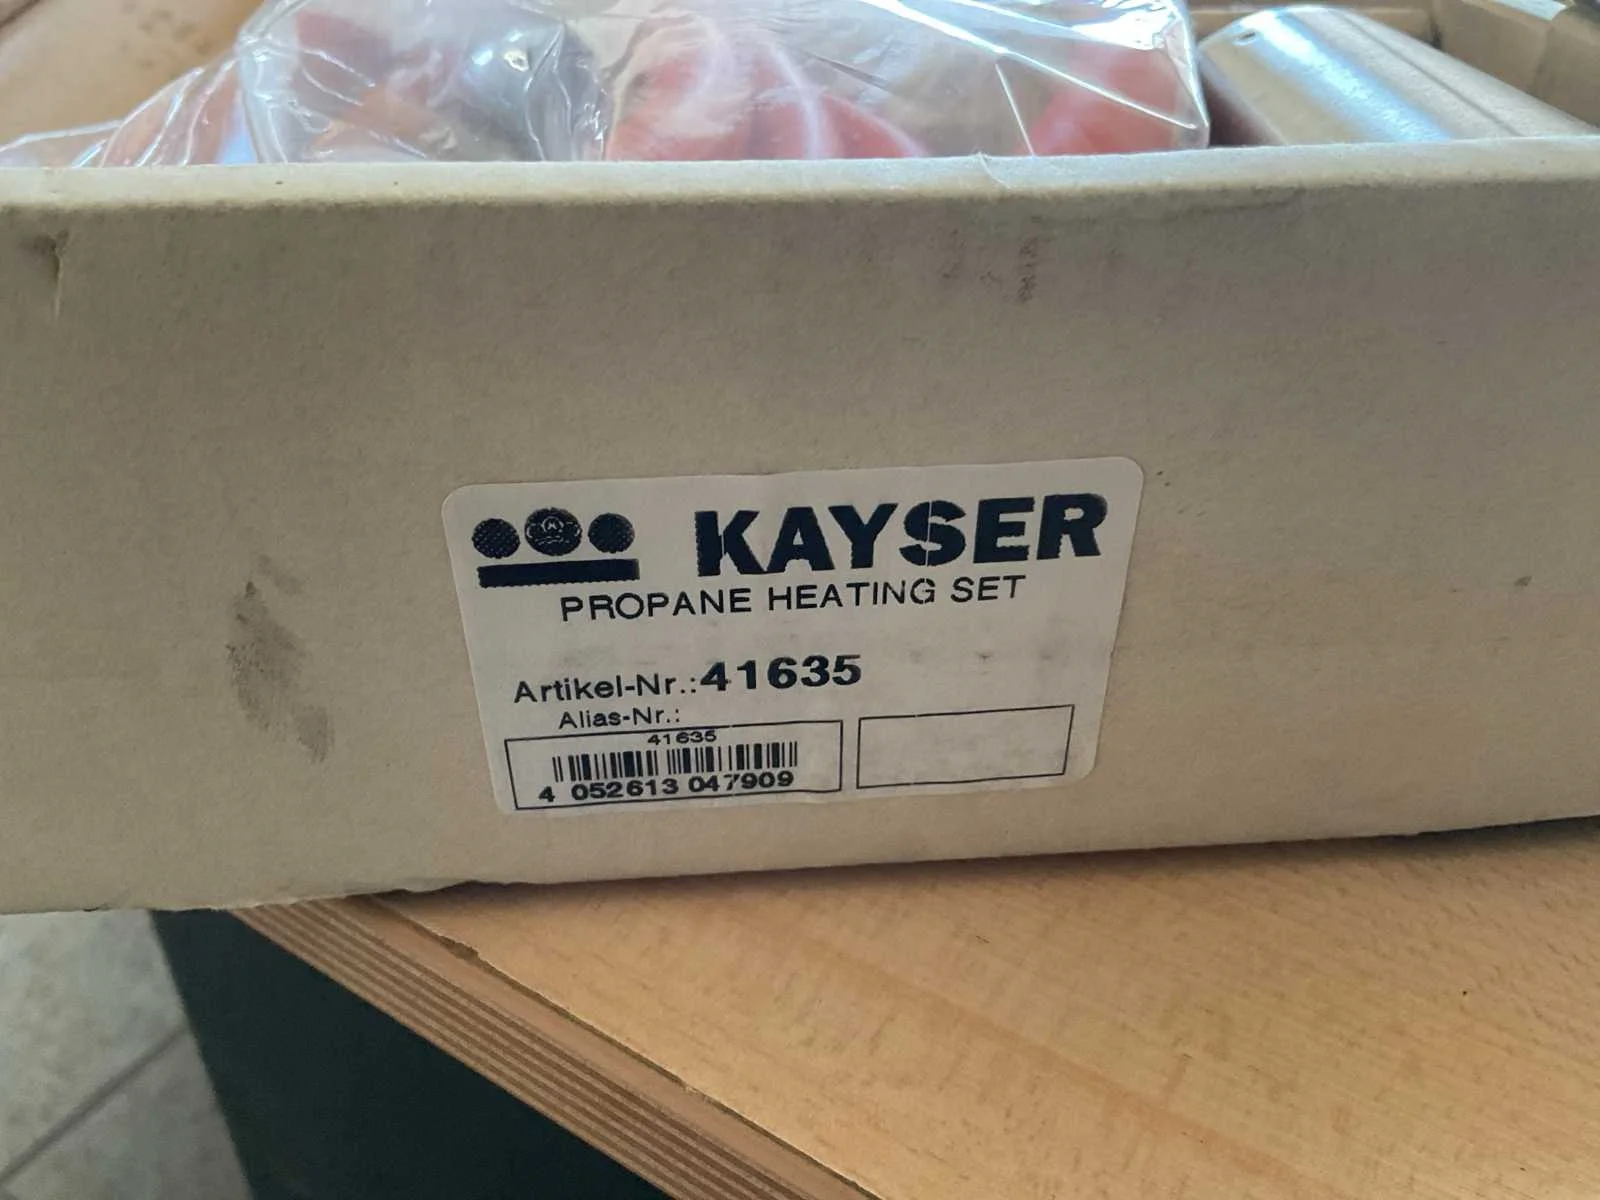 KAYSER
PROPANE HEATING SET
Artikel-Nr.:41635
Alias-Nr.:
41635
4 052613 047909